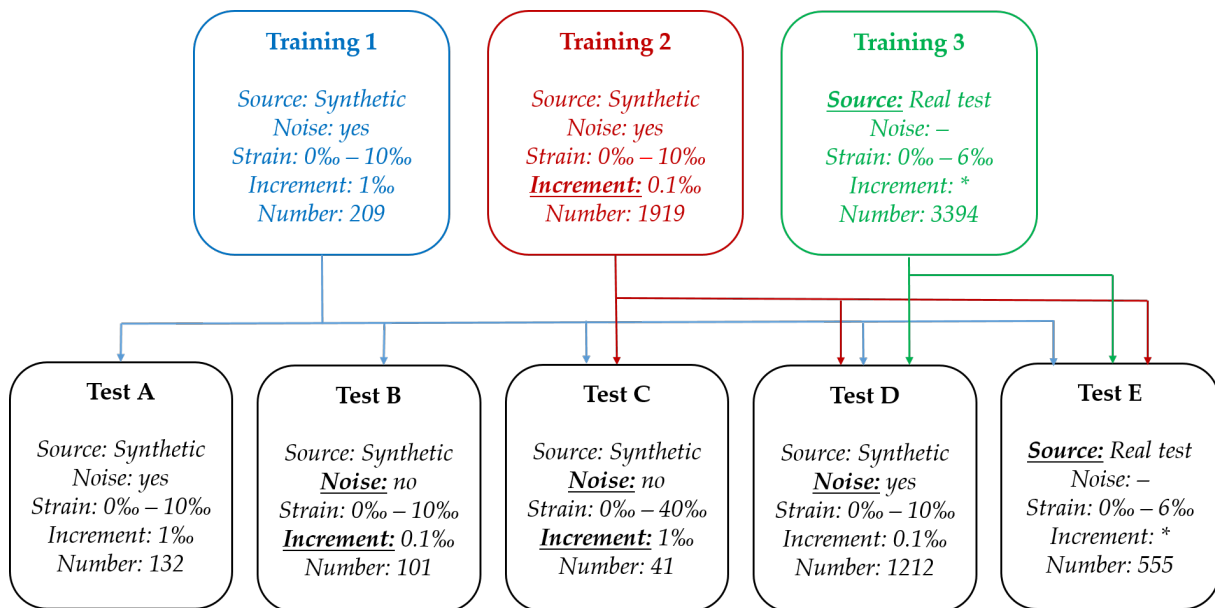 Training 1
Source: Synthetic
Noise: yes
Strain: 0‰ – 10‰
Increment: 1‰
Number: 209
Training 2
Source: Synthetic
Noise: yes
Strain: 0‰ – 10‰
Increment: 0.1‰
Number: 1919
Training 3
Source: Real test
Noise: –
Strain: 0‰ – 6‰
Increment: *
Number: 3394
Test A
Source: Synthetic
Noise: yes
Strain: 0‰ – 10‰
Increment: 1‰
Number: 132
Test B
Source: Synthetic
Noise: no
Strain: 0‰ – 10‰
Increment: 0.1‰
Number: 101
Test C
Source: Synthetic
Noise: no
Strain: 0‰ – 40‰
Increment: 1‰
Number: 41
Test D
Source: Synthetic
Noise: yes
Strain: 0‰ – 10‰
Increment: 0.1‰
Number: 1212
Test E
Source: Real test
Noise: –
Strain: 0‰ – 6‰
Increment: *
Number: 555